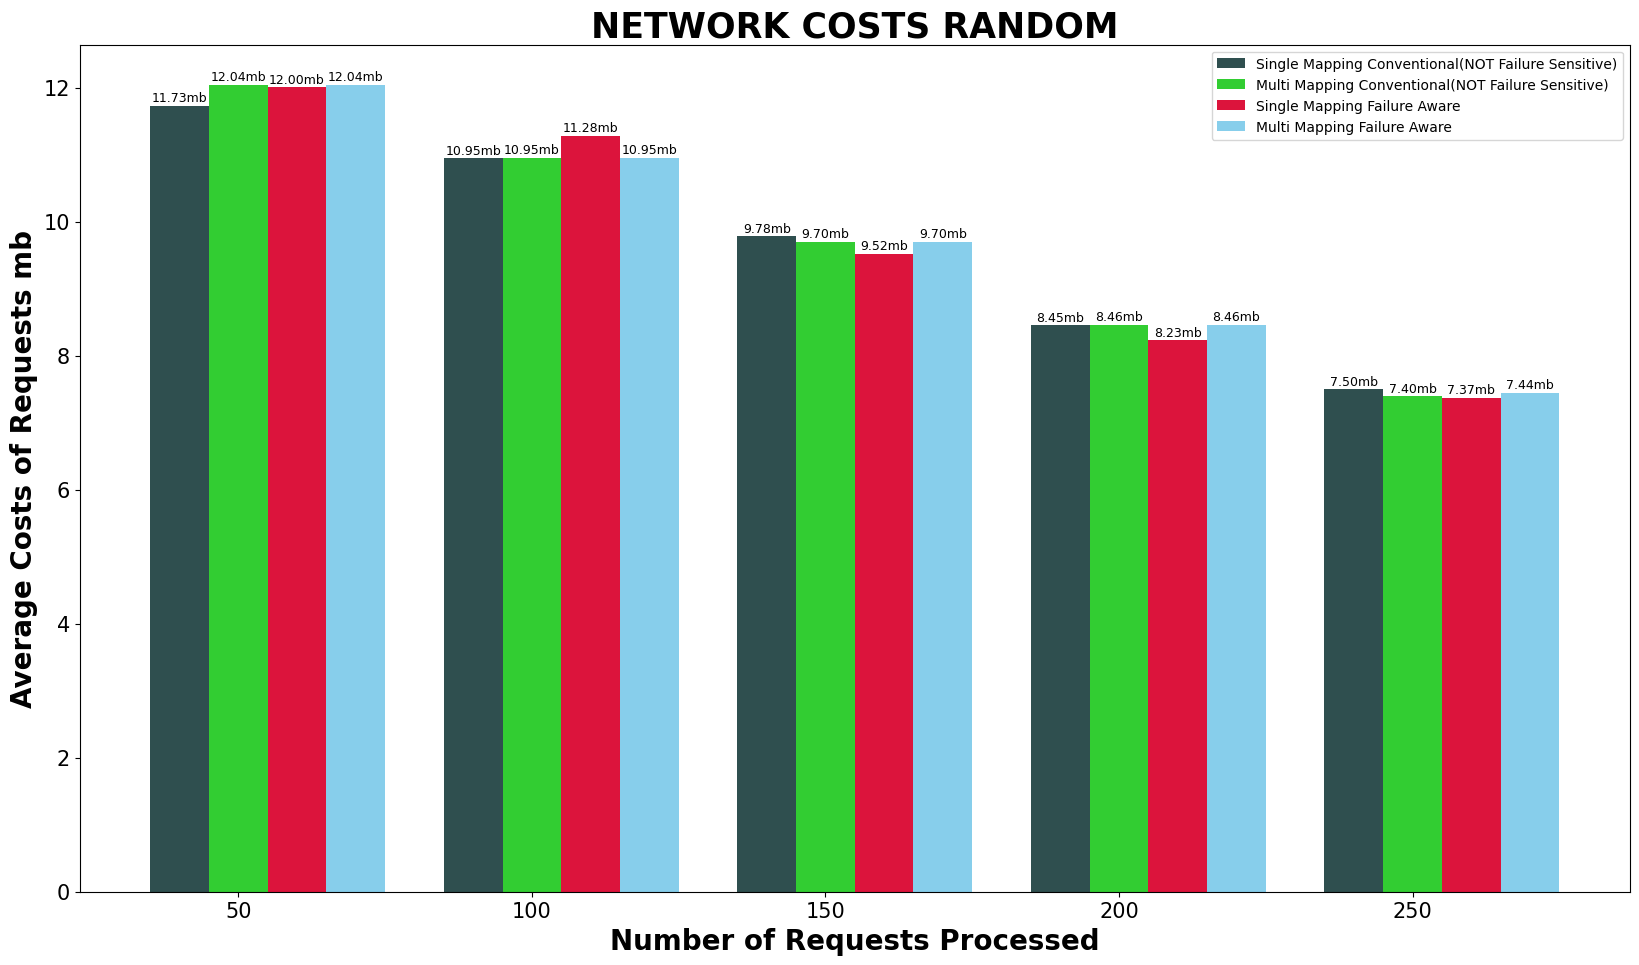 NETWORK COSTS RANDOM
Single Mapping Conventional(NOT Failure Sensitive)
Multi Mapping Conventional(NOT Failure Sensitive)
Single Mapping Failure Aware
Multi Mapping Failure Aware
Average Costs of Requests mb
12
10
8
6
4
2
0
11.73mb 12.04mb 12.00mb 12.04mb
10.95mb 10.95mb 11.28mb 10.95mb
9.78mb 9.70mb 9.52mb 9.70mb
8.45mb 8.46mb 8.23mb 8.46mb
7.50mb 7.40mb 7.37mb 7.44mb
50 100 150 200 250
Number of Requests Processed